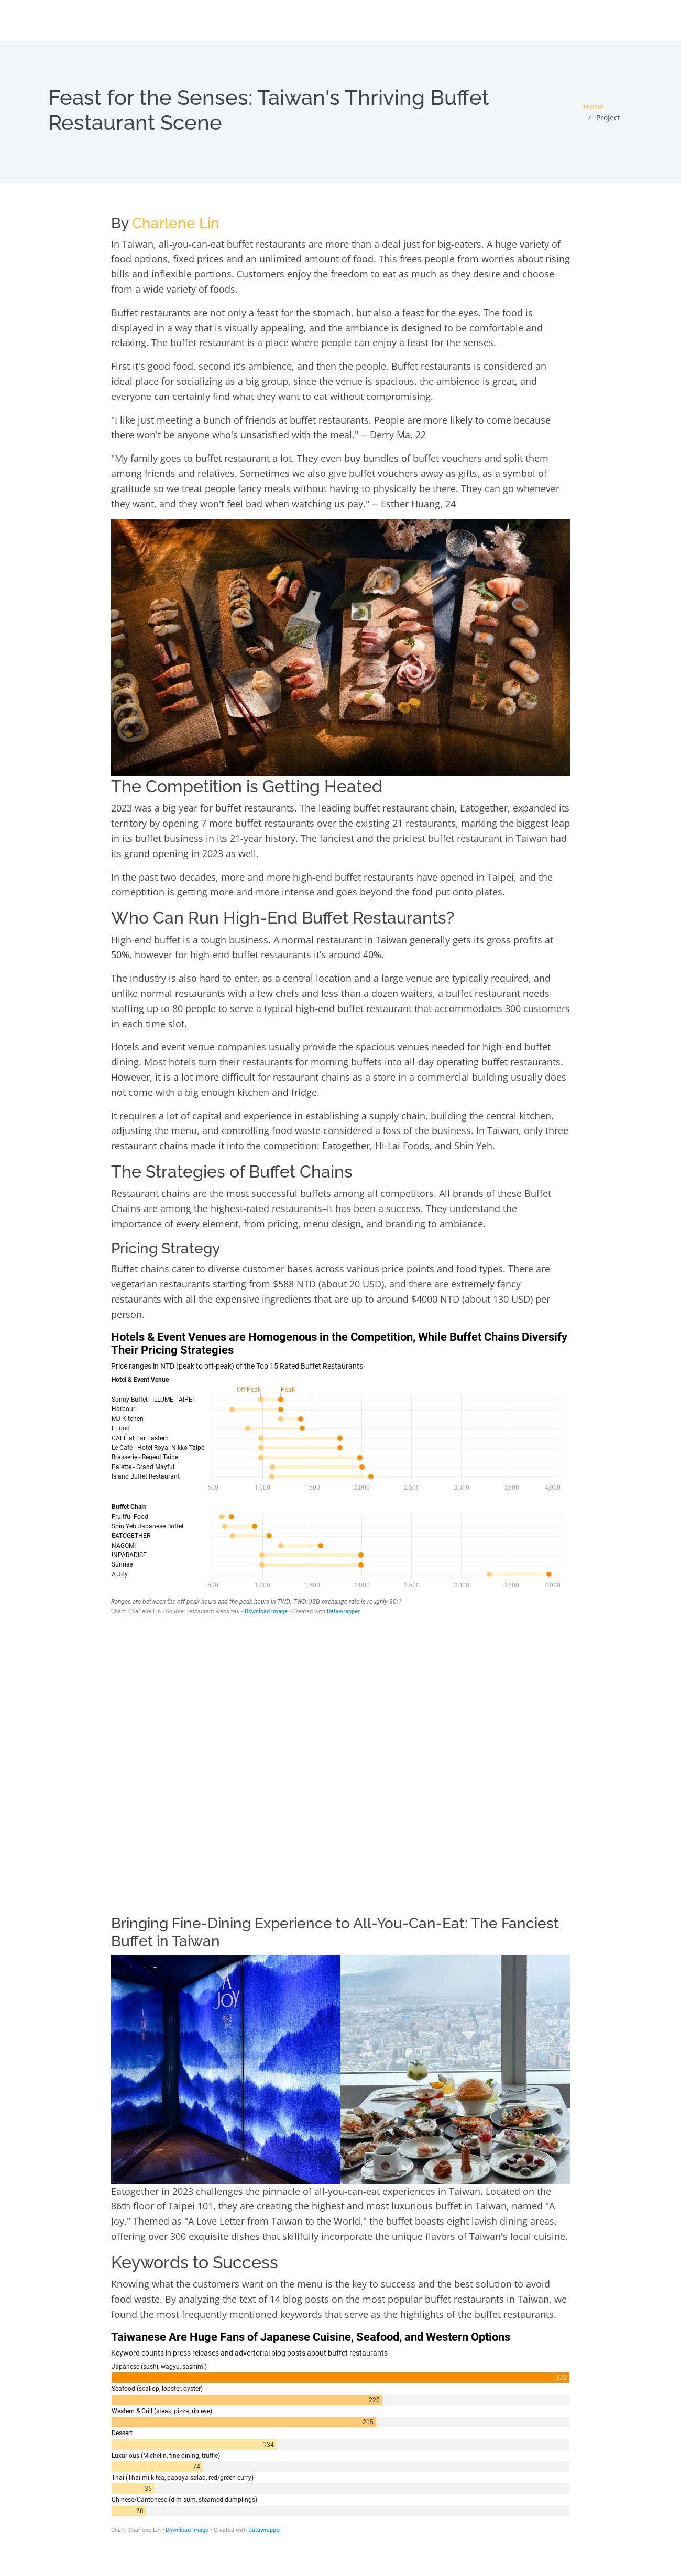 Feast for the Senses: Taiwan's Thriving Buffet
Restaurant Scene
Home
/ Project
By Charlene Lin
In Taiwan, all-you-can-eat buffet restaurants are more than a deal just for big-eaters. A huge variety of
food options, fixed prices and an unlimited amount of food. This frees people from worries about rising
bills and inflexible portions. Customers enjoy the freedom to eat as much as they desire and choose
from a wide variety of foods.
Buffet restaurants are not only a feast for the stomach, but also a feast for the eyes. The food is
displayed in a way that is visually appealing, and the ambiance is designed to be comfortable and
relaxing. The buffet restaurant is a place where people can enjoy a feast for the senses.
First it's good food, second it's ambience, and then the people. Buffet restaurants is considered an
ideal place for socializing as a big group, since the venue is spacious, the ambience is great, and
everyone can certainly find what they want to eat without compromising.
"I like just meeting a bunch of friends at buffet restaurants. People are more likely to come because
there won't be anyone who's unsatisfied with the meal." -- Derry Ma, 22
"My family goes to buffet restaurant a lot. They even buy bundles of buffet vouchers and split them
among friends and relatives. Sometimes we also give buffet vouchers away as gifts, as a symbol of
gratitude so we treat people fancy meals without having to physically be there. They can go whenever
they want, and they won't feel bad when watching us pay." -- Esther Huang, 24
The Competition is Getting Heated
2023 was a big year for buffet restaurants. The leading buffet restaurant chain, Eatogether, expanded its
territory by opening 7 more buffet restaurants over the existing 21 restaurants, marking the biggest leap
in its buffet business in its 21-year history. The fanciest and the priciest buffet restaurant in Taiwan had
its grand opening in 2023 as well.
In the past two decades, more and more high-end buffet restaurants have opened in Taipei, and the
comeptition is getting more and more intense and goes beyond the food put onto plates.
Who Can Run High-End Buffet Restaurants?
High-end buffet is a tough business. A normal restaurant in Taiwan generally gets its gross profits at
50%, however for high-end buffet restaurants it's around 40%.
The industry is also hard to enter, as a central location and a large venue are typically required, and
unlike normal restaurants with a few chefs and less than a dozen waiters, a buffet restaurant needs
staffing up to 80 people to serve a typical high-end buffet restaurant that accommodates 300 customers
in each time slot.
Hotels and event venue companies usually provide the spacious venues needed for high-end buffet
dining. Most hotels turn their restaurants for morning buffets into all-day operating buffet restaurants.
However, it is a lot more difficult for restaurant chains as a store in a commercial building usually does
not come with a big enough kitchen and fridge.
It requires a lot of capital and experience in establishing a supply chain, building the central kitchen,
adjusting the menu, and controlling food waste considered a loss of the business. In Taiwan, only three
restaurant chains made it into the competition: Eatogether, Hi-Lai Foods, and Shin Yeh.
The Strategies of Buffet Chains
Restaurant chains are the most successful buffets among all competitors. All brands of these Buffet
Chains are among the highest-rated restaurants–it has been a success. They understand the
importance of every element, from pricing, menu design, and branding to ambiance.
Pricing Strategy
Buffet chains cater to diverse customer bases across various price points and food types. There are
vegetarian restaurants starting from $588 NTD (about 20 USD), and there are extremely fancy
restaurants with all the expensive ingredients that are up to around $4000 NTD (about 130 USD) per
person.
Hotels & Event Venues are Homogenous in the Competition, While Buffet Chains Diversify
Their Pricing Strategies
Price ranges in NTD (peak to off-peak) of the Top 15 Rated Buffet Restaurants
Hotel & Event Venue
Off-Peak Peak
Sunny Buffet - ILLUME TAIPEI
Harbour
MJ Kitchen
FFood
CAFÉ at Far Eastern
Le Café - Hotel Royal-Nikko Taipei
Brasserie - Regent Taipei
Palette - Grand Mayfull
Island Buffet Restaurant
500 1,000 1,500 2,000 2,500 3,000 3,500 4,000
Buffet Chain
Fruitful Food
Shin Yeh Japanese Buffet
EATOGETHER
NAGOMI
!NPARADISE
Sunrise
A Joy
500 1.000 1.500 2.000 2.500 3.000 3.500 4.000
Ranges are between the off-peak hours and the peak hours in TWD; TWD:USD exchange rate is roughly 30:1
Chart: Charlene Lin • Source: restaurant websites • Download image • Created with Datawrapper
Bringing Fine-Dining Experience to All-You-Can-Eat: The Fanciest
Buffet in Taiwan
A
JOY
饗
Eatogether in 2023 challenges the pinnacle of all-you-can-eat experiences in Taiwan. Located on the
86th floor of Taipei 101, they are creating the highest and most luxurious buffet in Taiwan, named "A
Joy." Themed as "A Love Letter from Taiwan to the World," the buffet boasts eight lavish dining areas,
offering over 300 exquisite dishes that skillfully incorporate the unique flavors of Taiwan's local cuisine.
Keywords to Success
Knowing what the customers want on the menu is the key to success and the best solution to avoid
food waste. By analyzing the text of 14 blog posts on the most popular buffet restaurants in Taiwan, we
found the most frequently mentioned keywords that serve as the highlights of the buffet restaurants.
Taiwanese Are Huge Fans of Japanese Cuisine, Seafood, and Western Options
Keyword counts in press releases and advertorial blog posts about buffet restaurants
Japanese (sushi, wagyu, sashimi)
372
Seafood (scallop, lobster, oyster)
220
Western & Grill (steak, pizza, rib eye)
215
Dessert
134
Luxurious (Michelin, fine-dining, truffle)
74
Thai (Thai milk tea, papaya salad, red/green curry)
35
Chinese/Cantonese (dim-sum, steamed dumplings)
28
Chart: Charlene Lin • Download image • Created with Datawrapper